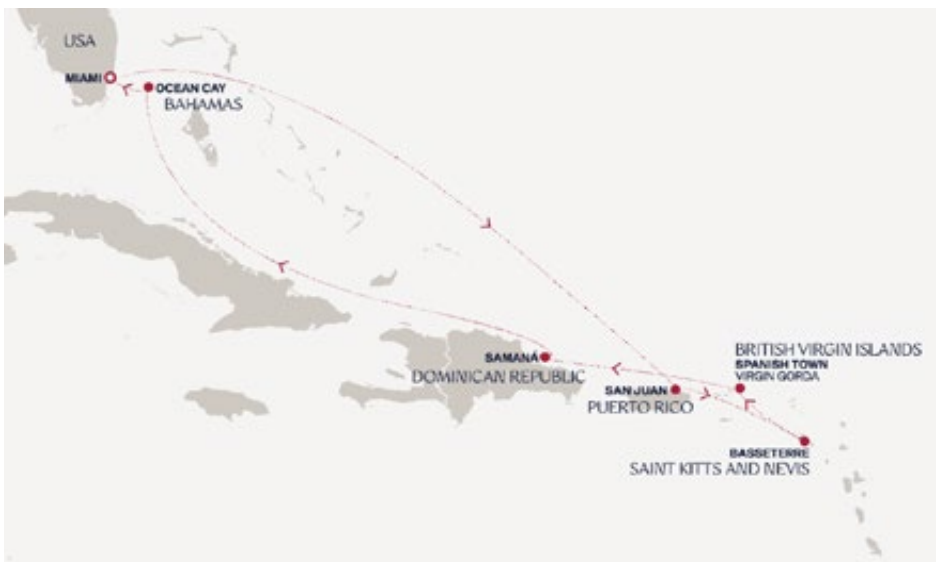 USA
MIAMI
OCEAN CAY
BAHAMAS
SAMANÁ
DOMINICAN REPUBLIC
SAN JUAN
PUERTO RICO
BRITISH VIRGIN ISLANDS
SPANISH TOWN
VIRGIN GORDA
BASSETERRE
SAINT KITTS AND NEVIS